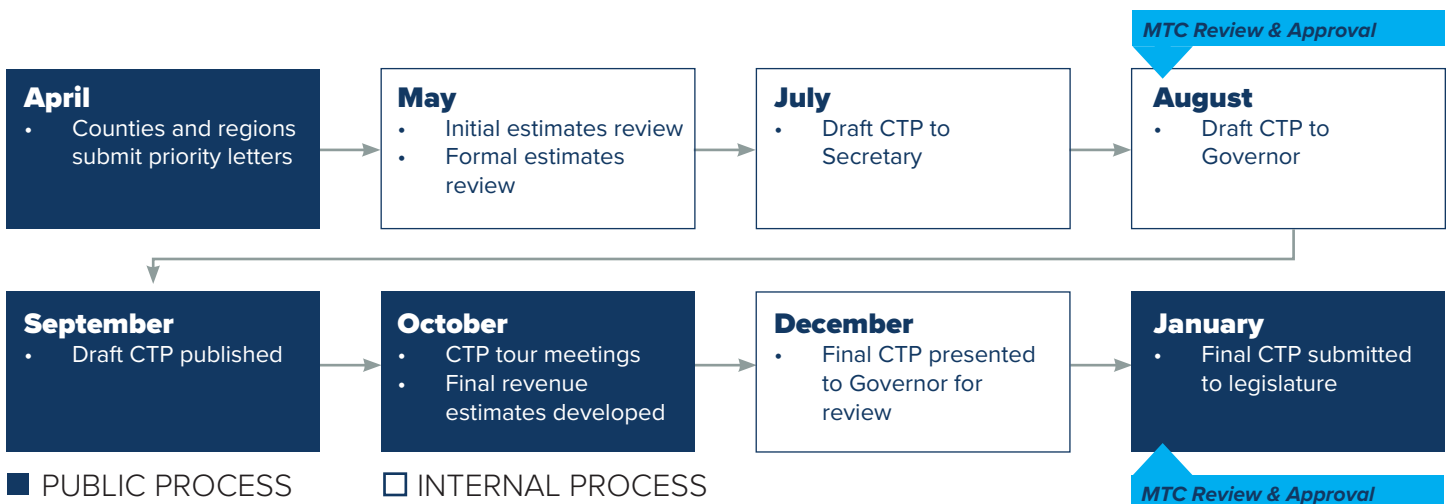 MTC Review & Approval
April
• Counties and regions
submit priority letters
May
• Initial estimates review
• Formal estimates
review
July
• Draft CTP to
Secretary
August
• Draft CTP to
Governor
September
• Draft CTP published
October
• CTP tour meetings
• Final revenue
estimates developed
December
• Final CTP presented
to Governor for
review
January
• Final CTP submitted
to legislature
PUBLIC PROCESS
INTERNAL PROCESS
MTC Review & Approval